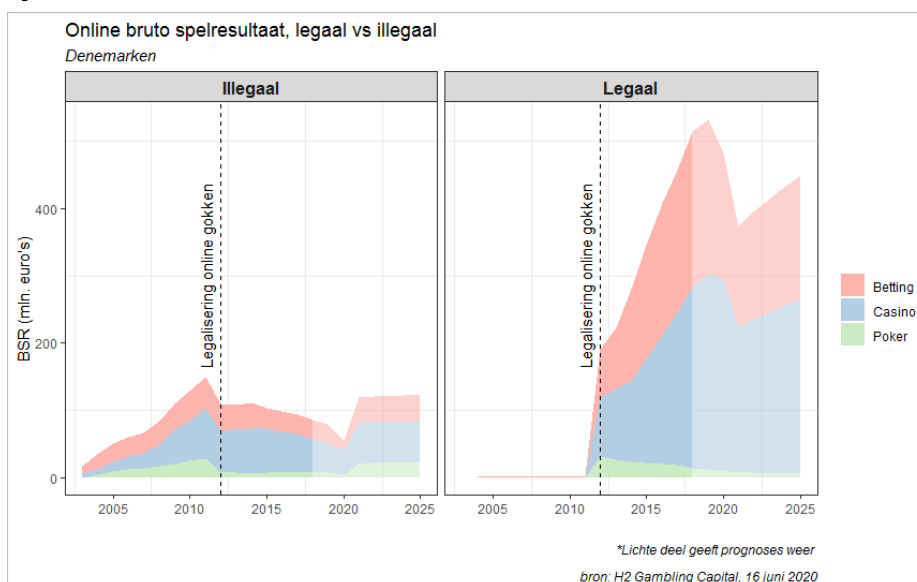 Online bruto spelresultaat, legaal vs illegaal
Denemarken
Illegaal
Legaal
BSR (mln. euro's)
400
200
0
Legalisering online gokken
Legalisering online gokken
2005 2010 2015 2020 2025
2005 2010 2015 2020 2025
Betting
Casino
Poker
*Lichte deel geeft prognoses weer
bron: H2 Gambling Capital, 16 juni 2020